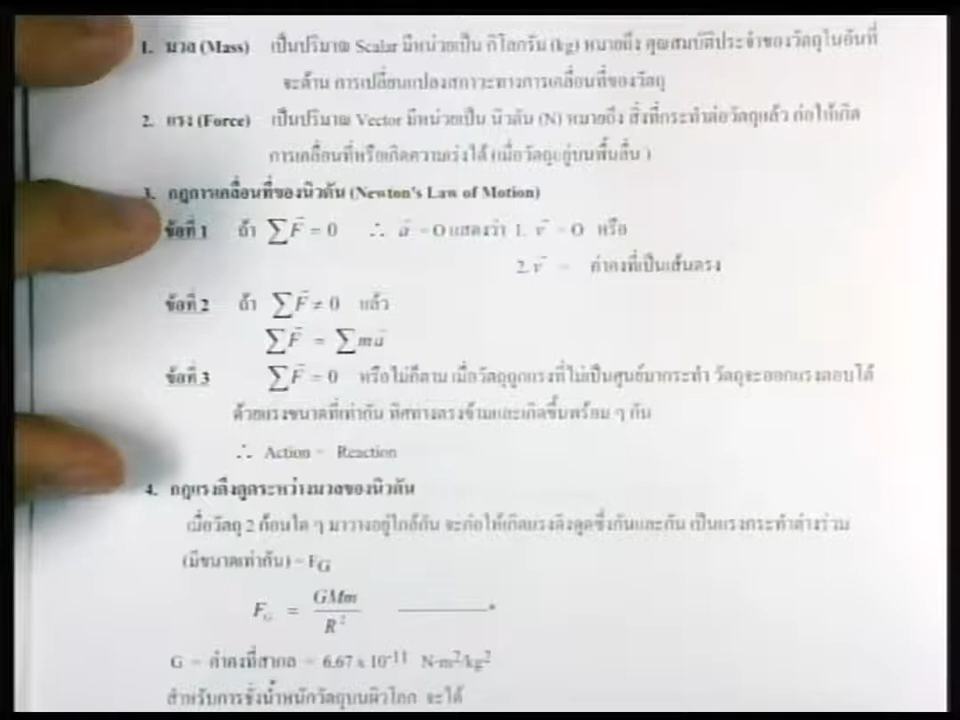 1. มวล (Mass) เป็นปริมาณ Scalar มีหน่วยเป็น กิโลกรัม (kg) หมายถึง คุณสมบัติประจำของวัตถุในอันที่
จะต้าน การเปลี่ยนแปลงสภาวะทางการเคลื่อนที่ของวัตถุ
2. แรง (Force) เป็นปริมาณ Vector มีหน่วยเป็น นิวตัน (N) หมายถึง สิ่งที่กระทำต่อวัตถุแล้ว ก่อให้เกิด
การเคลื่อนที่หรือเกิดความเร่งได้ (เมื่อวัตถุอยู่บนพื้นลื่น )
3. กฎการเคลื่อนที่ของนิวตัน (Newton's Law of Motion)
ข้อที่ 1 ถ้า ∑F⃗ = 0 ∴ a⃗ = O แสดงว่า 1. v⃗ = O หรือ
2. v⃗ = ค่าคงที่เป็นเส้นตรง
ข้อที่ 2 ถ้า ∑F⃗ ≠ 0 แล้ว
∑F⃗ = ∑ma⃗
ข้อที่ 3 ∑F⃗ = 0 หรือไม่ก็ตาม เมื่อวัตถุถูกแรงที่ไม่เป็นศูนย์มากระทำ วัตถุจะออกแรงตอบโต้
ด้วยแรงขนาดที่เท่ากัน ทิศทางตรงข้ามและเกิดขึ้นพร้อม ๆ กัน
∴ Action = Reaction
4. กฎแรงดึงดูดระหว่างมวลของนิวตัน
เมื่อวัตถุ 2 ก้อนใด ๆ มาวางอยู่ใกล้กัน จะก่อให้เกิดแรงดึงดูดซึ่งกันและกัน เป็นแรงกระทำต่างร่วม
(มีขนาดเท่ากัน) = F_G
F_G = GMm / R²
G = ค่าคงที่สากล = 6.67 x 10⁻¹¹ N-m²/kg²
สำหรับการชั่งน้ำหนักวัตถุบนผิวโลก จะได้